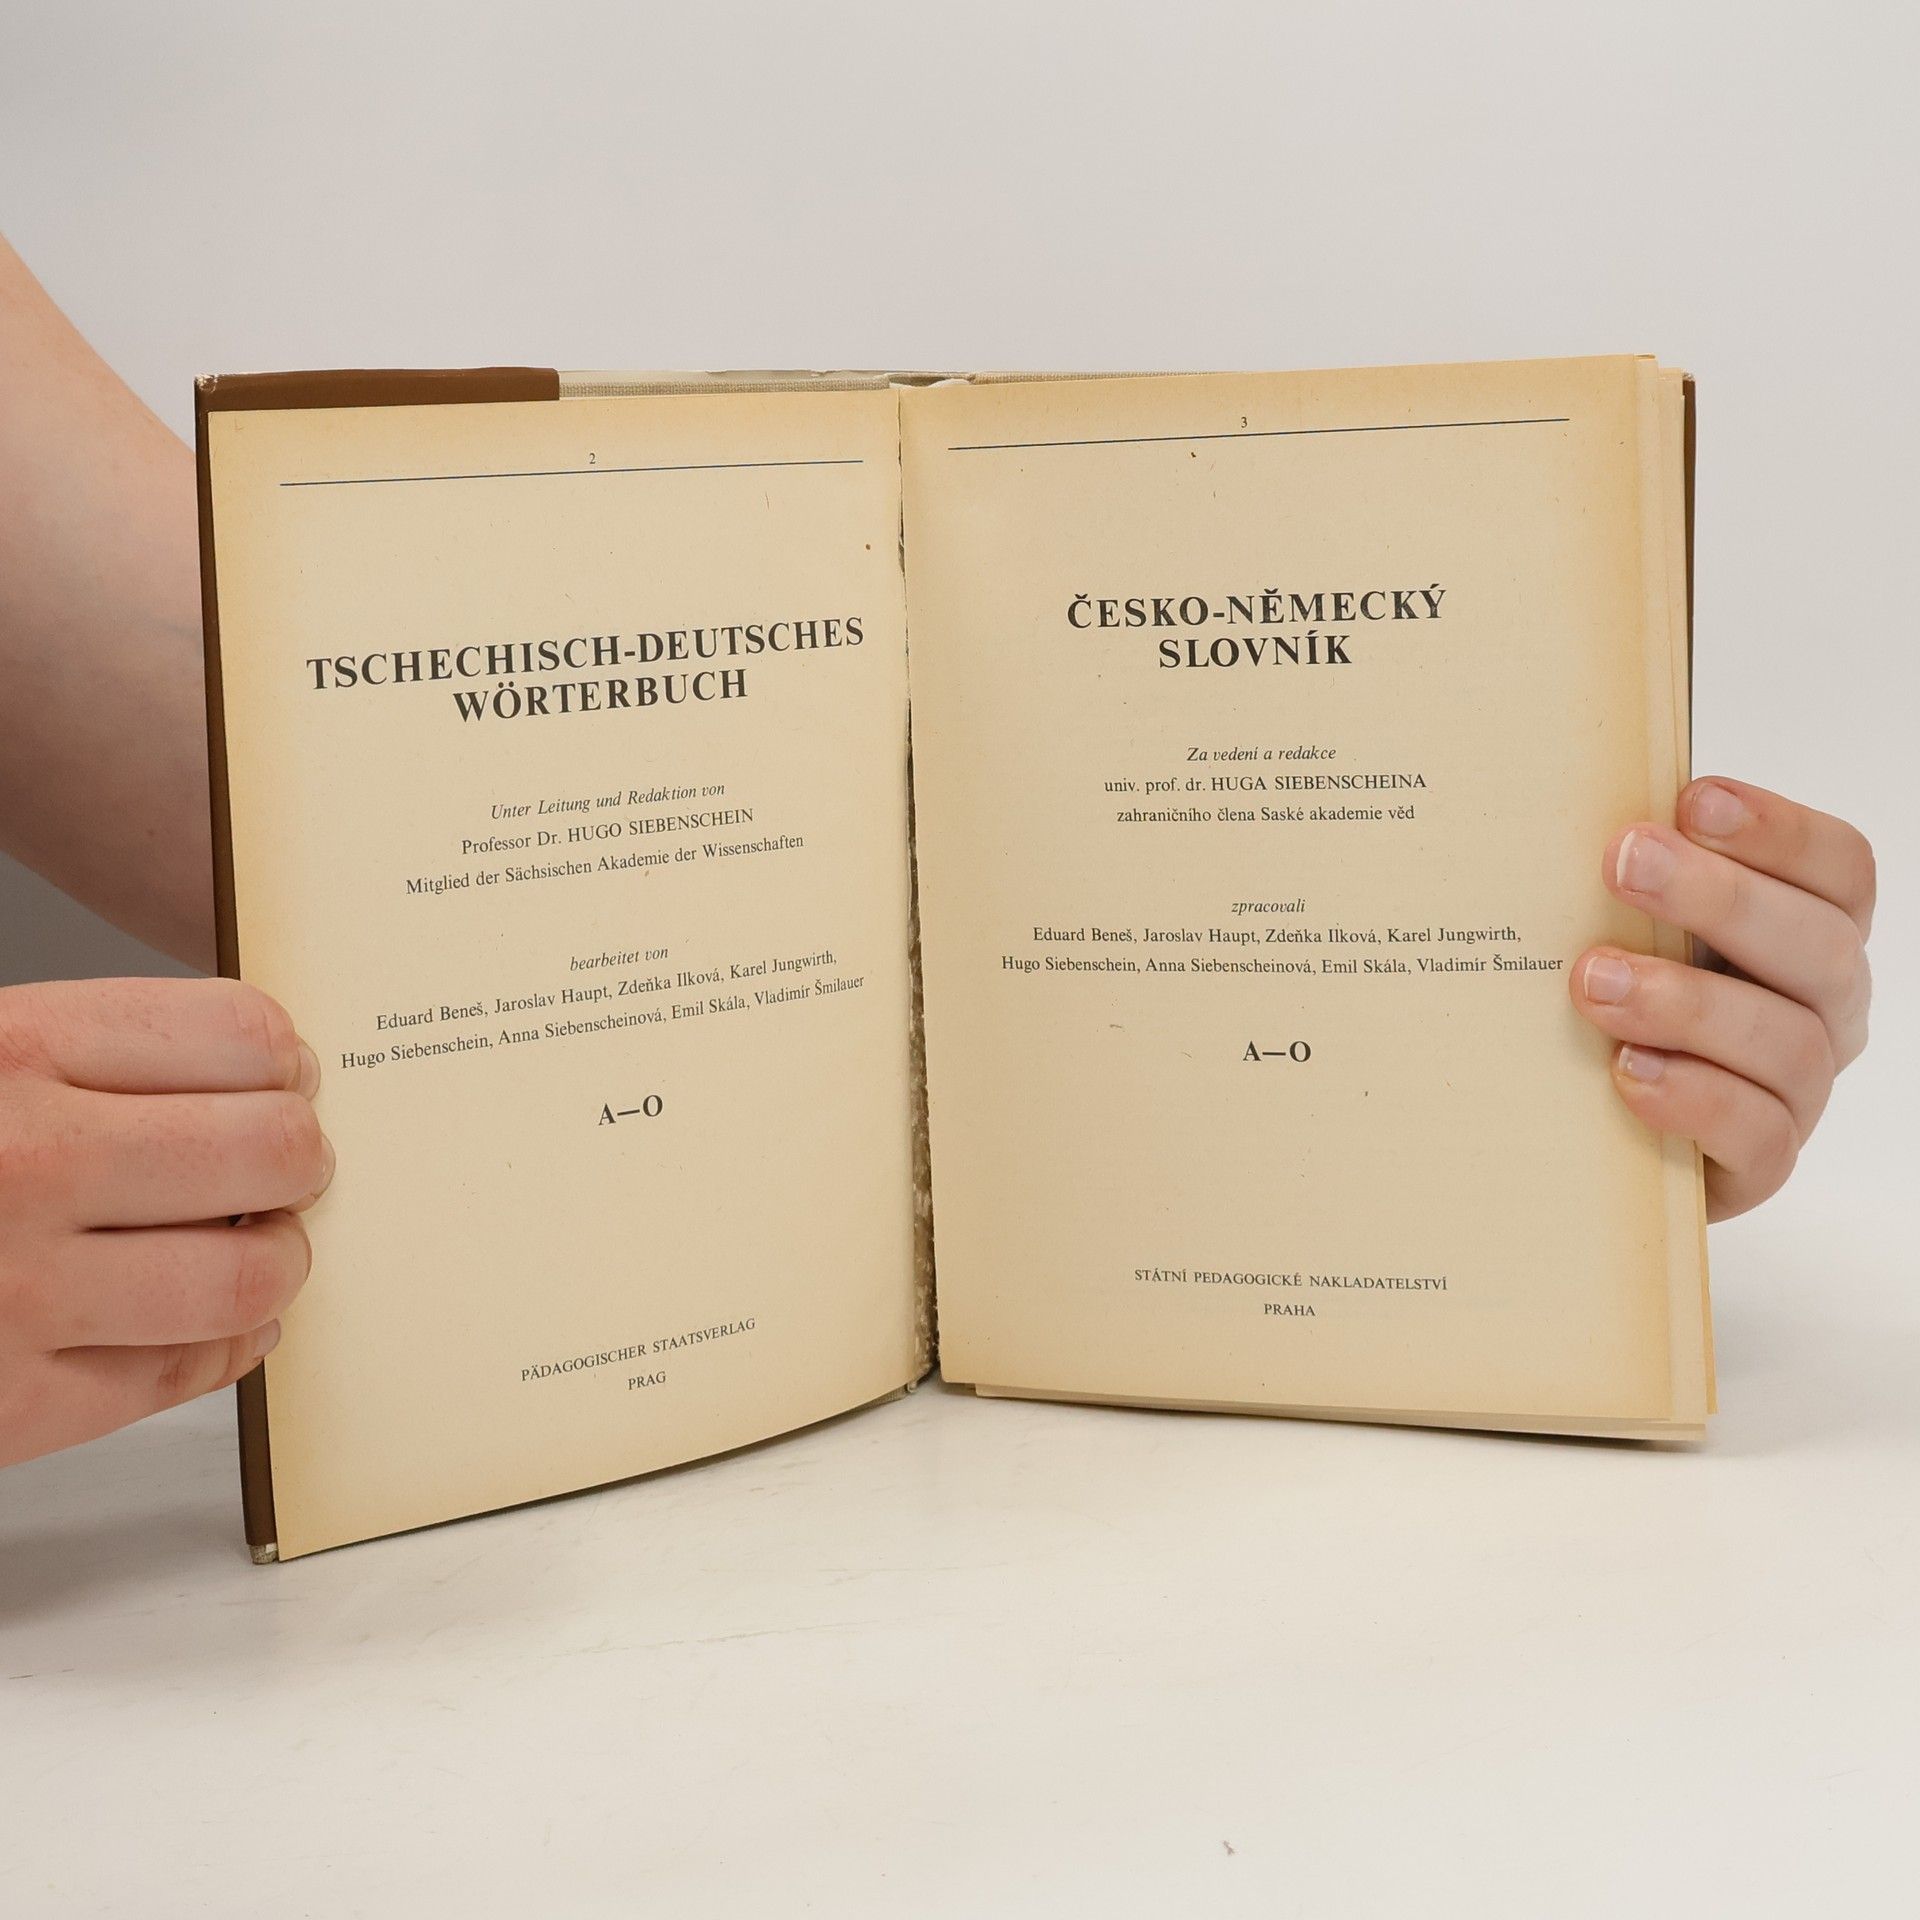 2
TSCHECHISCH-DEUTSCHES
WÖRTERBUCH
Unter Leitung und Redaktion von
Professor Dr. HUGO SIEBENSCHEIN
Mitglied der Sächsischen Akademie der Wissenschaften
bearbeitet von
Eduard Beneš, Jaroslav Haupt, Zdeňka Ilková, Karel Jungwirth,
Hugo Siebenschein, Anna Siebenscheinová, Emil Skála, Vladimír Šmilauer
A—O
PÄDAGOGISCHER STAATSVERLAG
PRAG
3
ČESKO-NĚMECKÝ
SLOVNÍK
Za vedení a redakce
univ. prof. dr. HUGA SIEBENSCHEINA
zahraničního člena Saské akademie věd
zpracovali
Eduard Beneš, Jaroslav Haupt, Zdeňka Ilková, Karel Jungwirth,
Hugo Siebenschein, Anna Siebenscheinová, Emil Skála, Vladimír Šmilauer
A—O
STÁTNÍ PEDAGOGICKÉ NAKLADATELSTVÍ
PRAHA